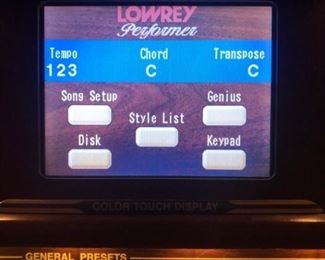 LOWREY
Performer
Tempo Chord Transpose
123 C C
Song Setup Genius
Style List
Disk Keypad
COLOR TOUCH DISPLAY
GENERAL PRESETS